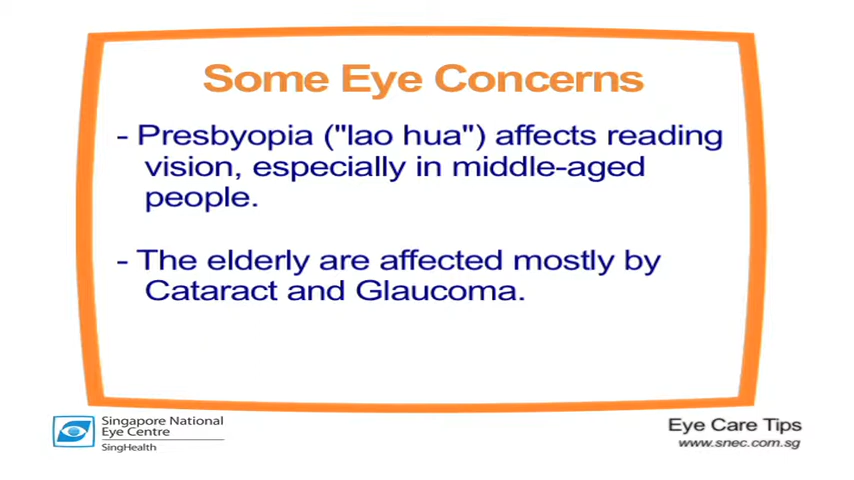 Some Eye Concerns
- Presbyopia ("lao hua") affects reading
vision, especially in middle-aged
people.
- The elderly are affected mostly by
Cataract and Glaucoma.
Singapore National
Eye Centre
SingHealth
Eye Care Tips
www.snec.com.sg